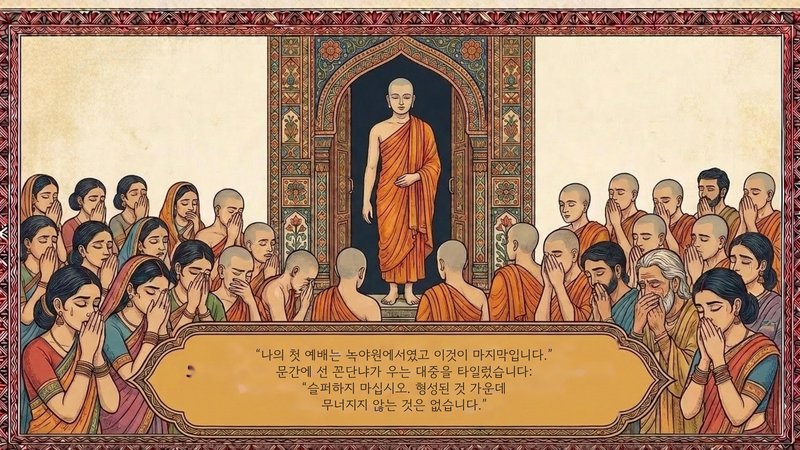 “나의 첫 예배는 녹야원에서였고 이것이 마지막입니다.”
문간에 선 꼰단냐가 우는 대중을 타일렀습니다:
“슬퍼하지 마십시오. 형성된 것 가운데
무너지지 않는 것은 없습니다.”